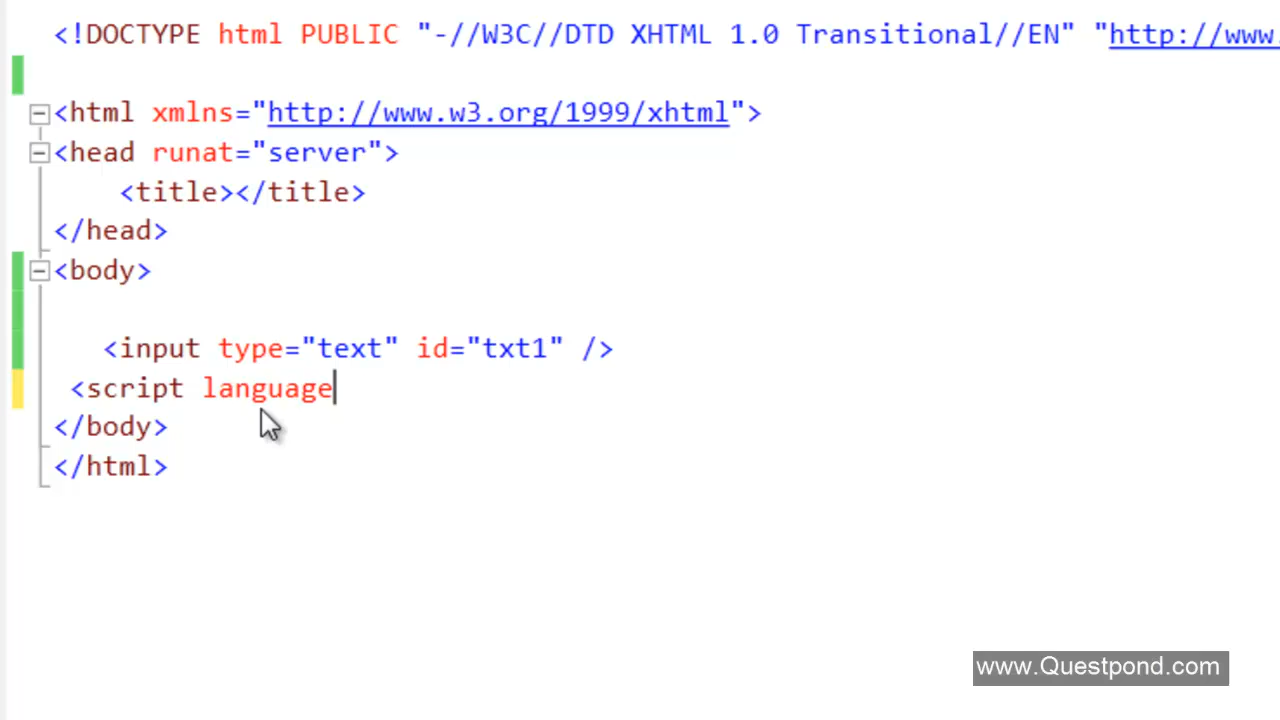 <!DOCTYPE html PUBLIC "-//W3C//DTD XHTML 1.0 Transitional//EN" "http://www.
<html xmlns="http://www.w3.org/1999/xhtml">
<head runat="server">
<title></title>
</head>
<body>
<input type="text" id="txt1" />
<script language
</body>
</html>
www.Questpond.com